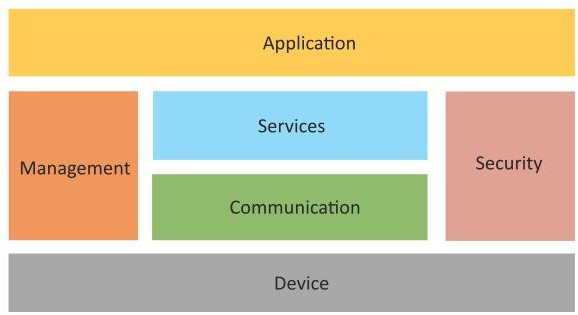 Application
Management
Services
Security
Communication
Device